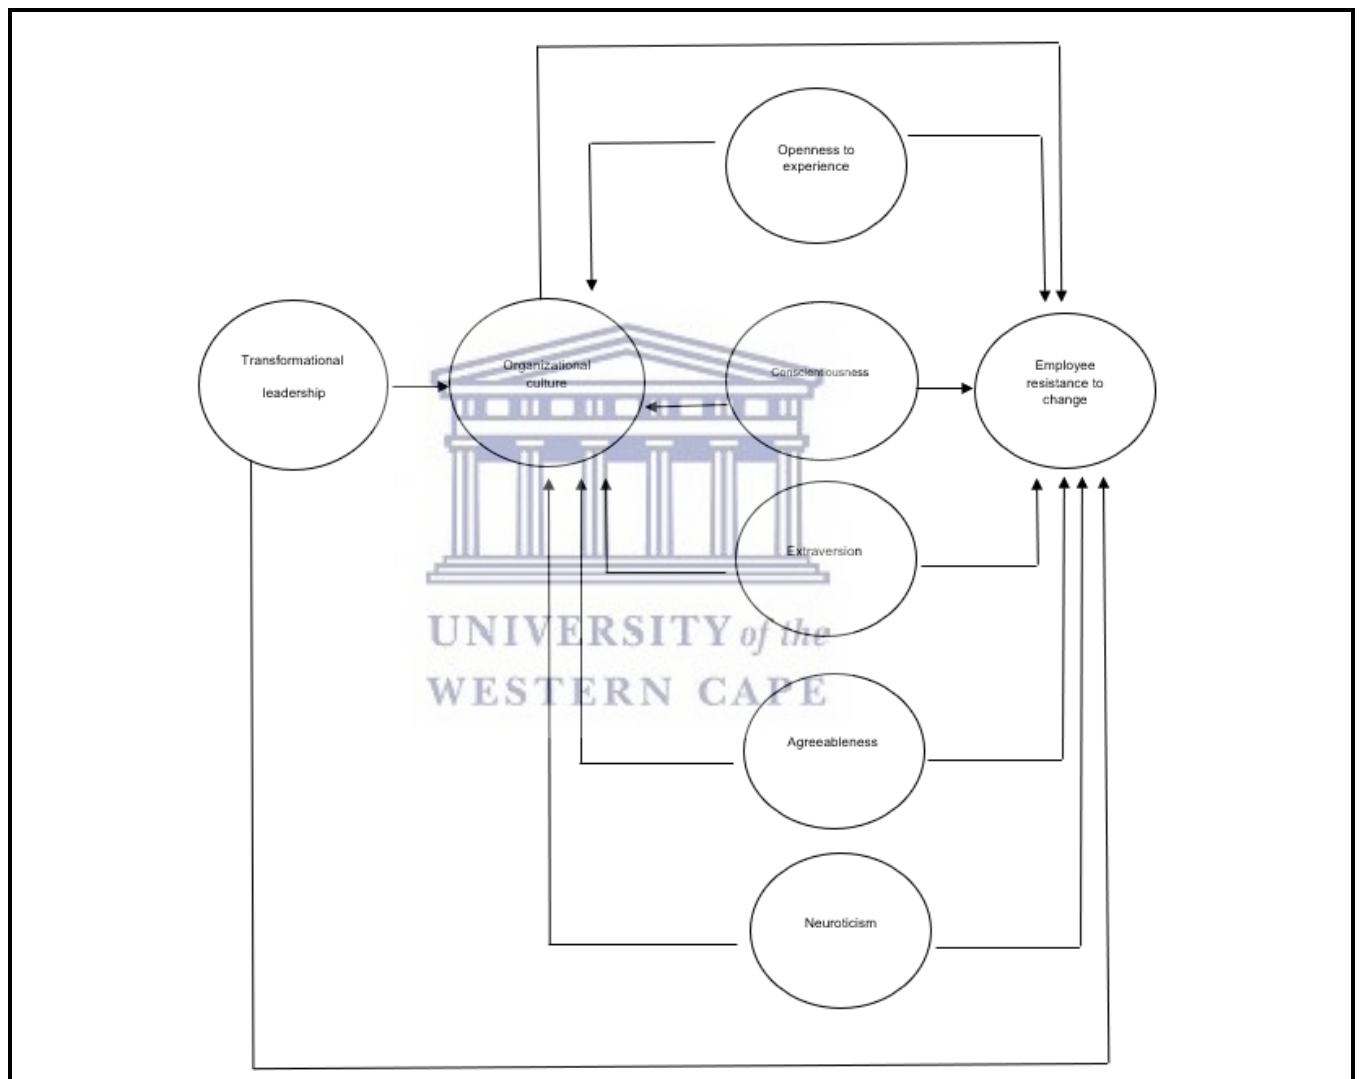 Openness to
experience
Transformational
leadership
Organizational
culture
Conscientiousness
Employee
resistance to
change
Extraversion
UNIVERSITY of the
WESTERN CAPE
Agreeableness
Neuroticism